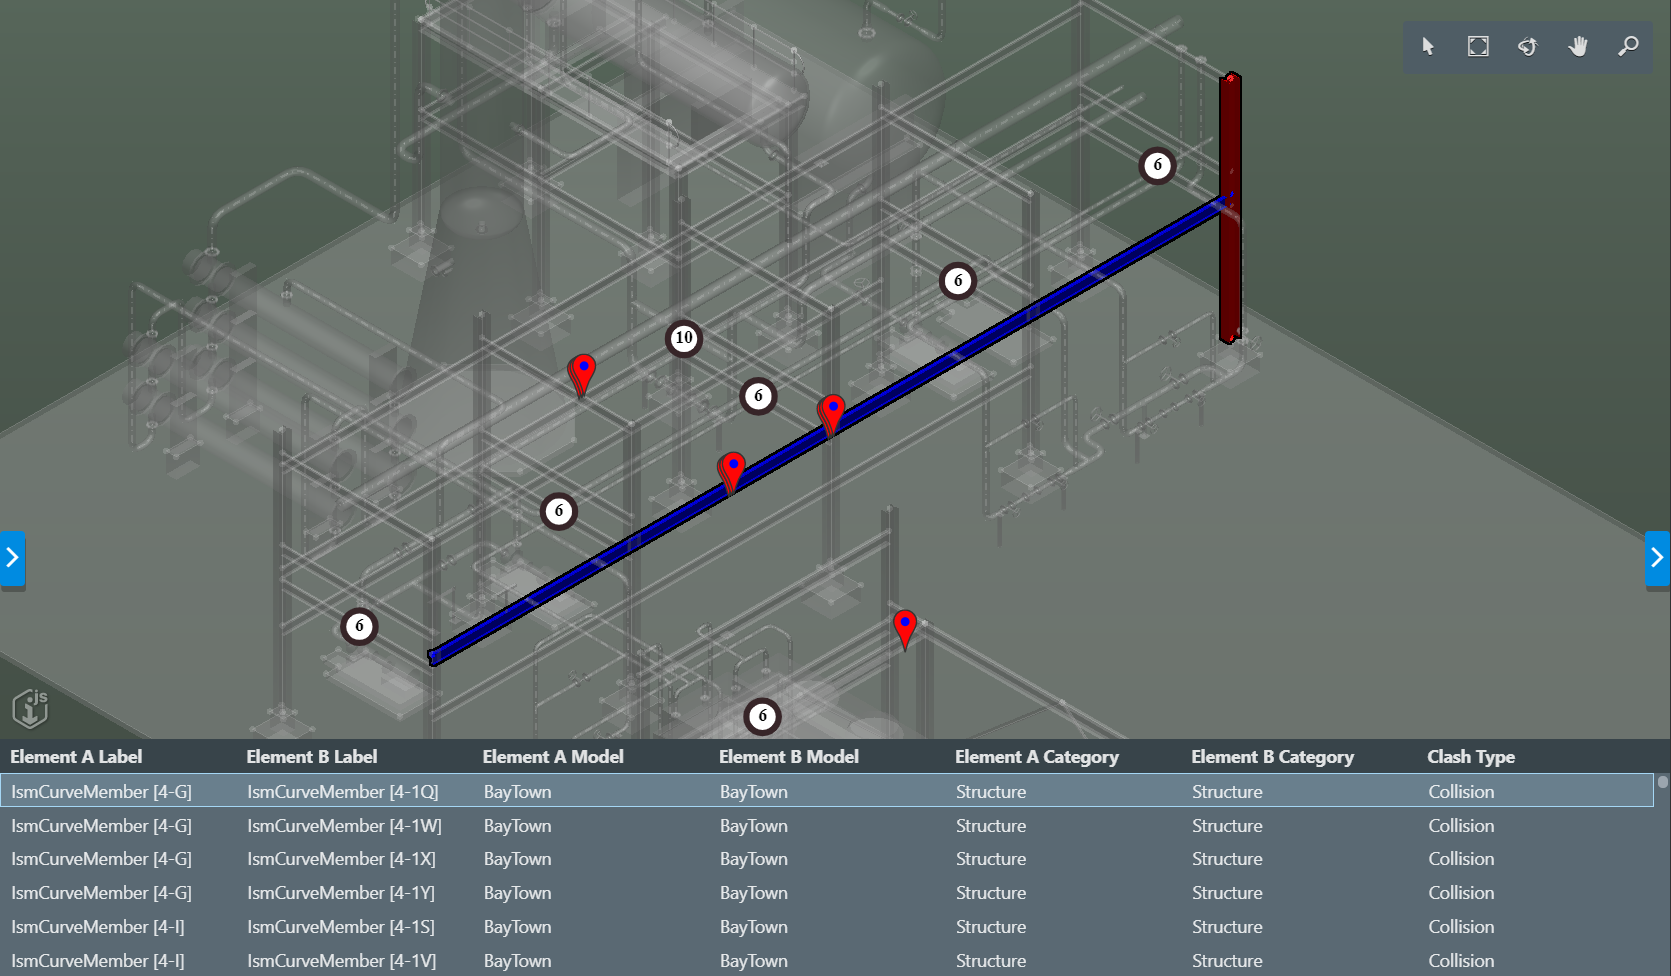 6
6
10
6
6
6
6
js
Element A Label Element B Label Element A Model Element B Model Element A Category Element B Category Clash Type
IsmCurveMember [4-G] IsmCurveMember [4-1Q] BayTown BayTown Structure Structure Collision
IsmCurveMember [4-G] IsmCurveMember [4-1W] BayTown BayTown Structure Structure Collision
IsmCurveMember [4-G] IsmCurveMember [4-1X] BayTown BayTown Structure Structure Collision
IsmCurveMember [4-G] IsmCurveMember [4-1Y] BayTown BayTown Structure Structure Collision
IsmCurveMember [4-I] IsmCurveMember [4-1S] BayTown BayTown Structure Structure Collision
IsmCurveMember [4-I] IsmCurveMember [4-1V] BayTown BayTown Structure Structure Collision